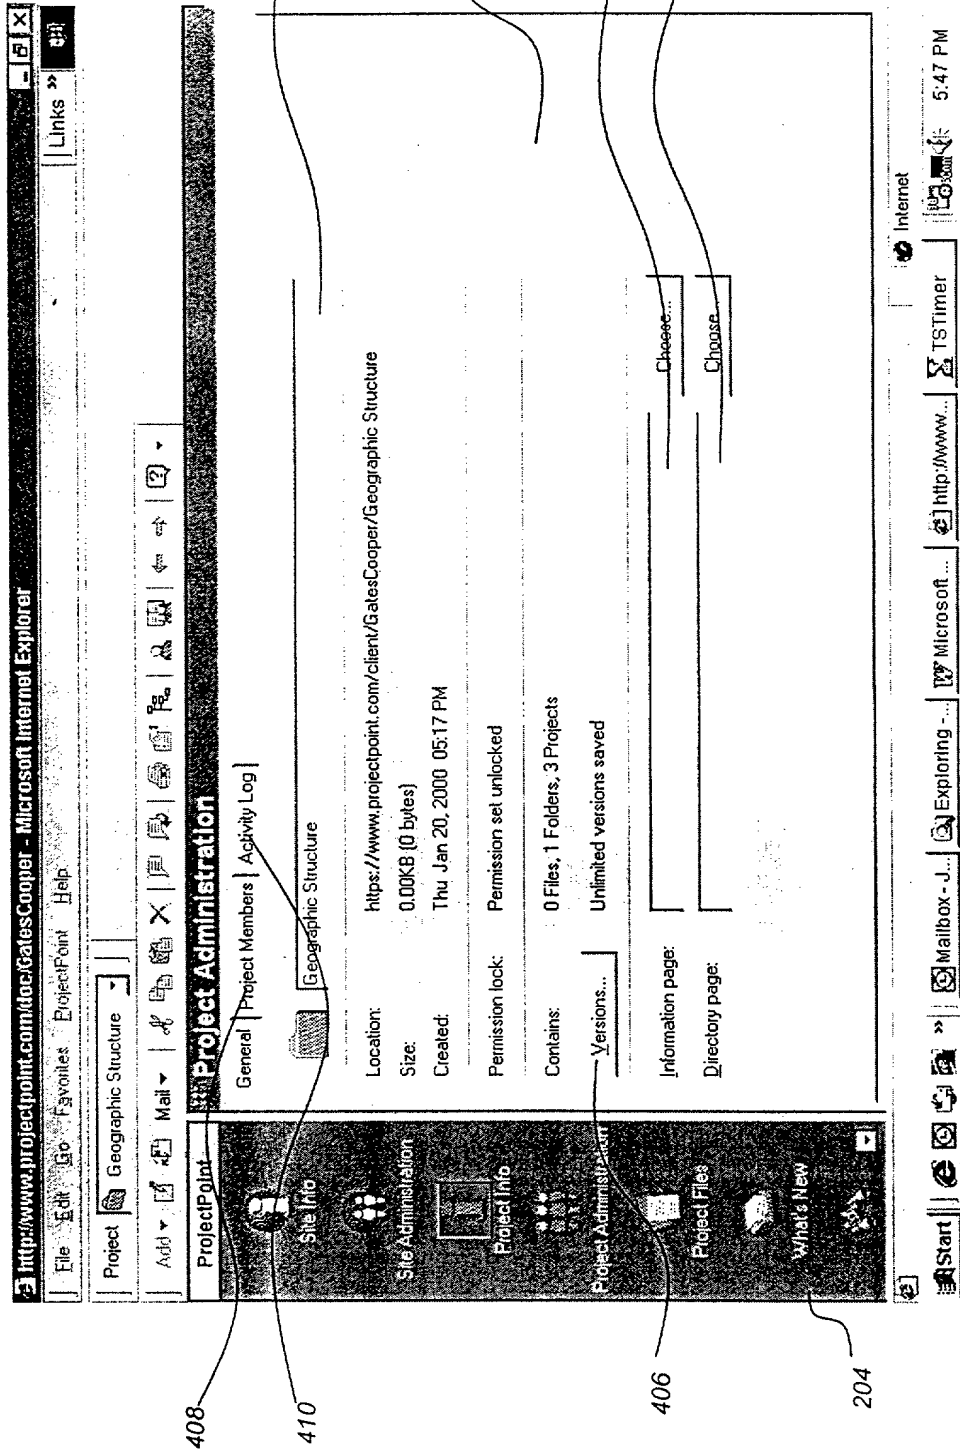 http://www.projectpoint.com/doc/GatesCooper - Microsoft Internet Explorer
File Edit Go Favorites ProjectPoint Help
Links »
Project Geographic Structure
Add Mail
ProjectPoint
Site Info
Site Administration
Project Info
Project Administration
Project Files
What's New
Project Administration
General Project Members Activity Log
Geographic Structure
Location: https://www.projectpoint.com/client/GatesCooper/Geographic Structure
Size: 0.00KB (0 bytes)
Created: Thu Jan 20, 2000 05:17 PM
Permission lock: Permission set unlocked
Contains: 0 Files, 1 Folders, 3 Projects
Versions... Unlimited versions saved
Information page: Choose...
Directory page: Choose...
Internet
Start » Mailbox - J... Exploring - ... Microsoft ... http://www... TSTimer 5:47 PM
408
410
406
204